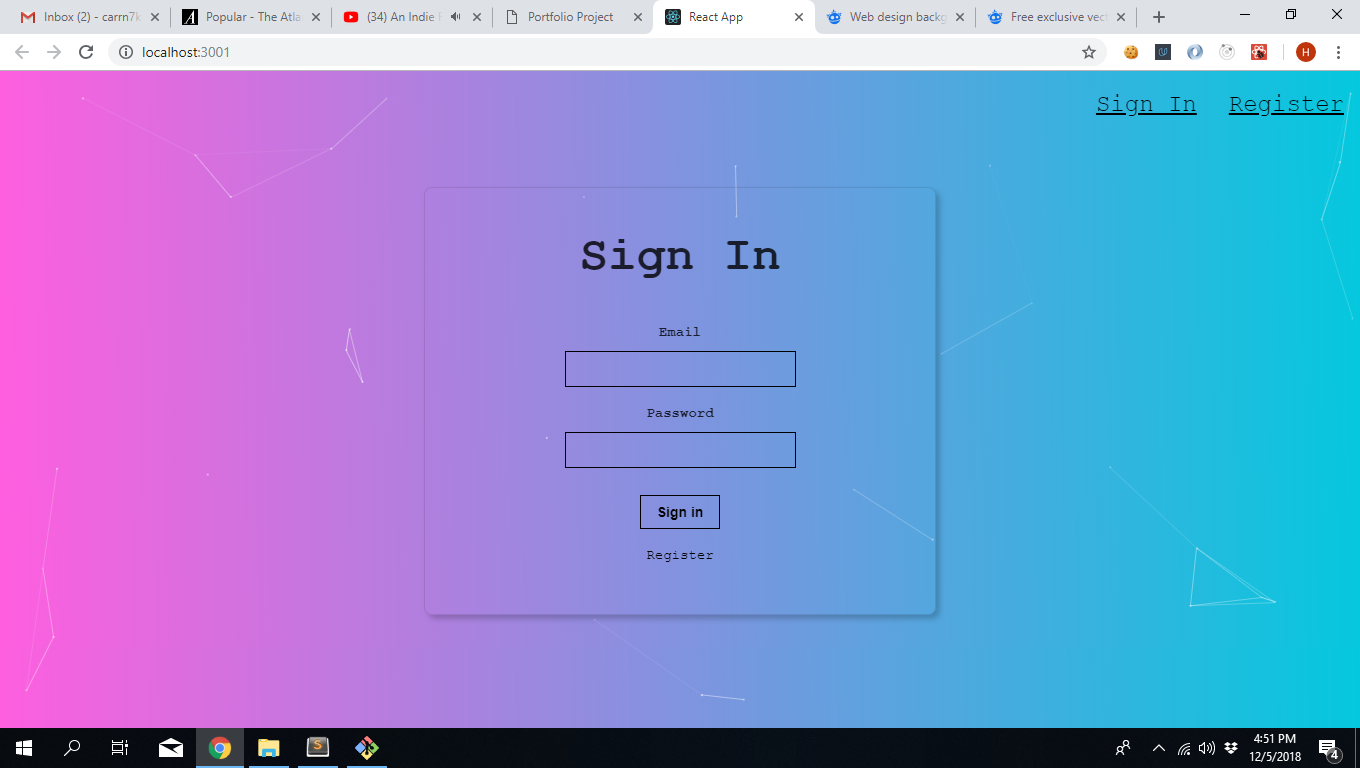 Inbox (2) - carrn7k
Popular - The Atla
(34) An Indie F
Portfolio Project
React App
Web design backg
Free exclusive vect
localhost:3001
H
Sign In Register
Sign In
Email
Password
Sign in
Register
4:51 PM
12/5/2018
4